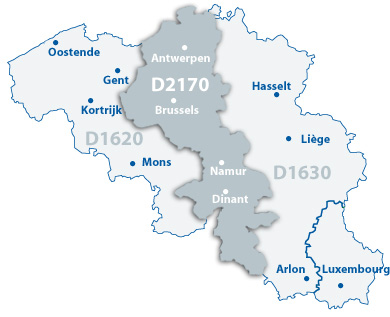 Oostende
Antwerpen
Gent
D2170
Hasselt
Kortrijk
Brussels
D1620
Liège
Mons
Namur
D1630
Dinant
Arlon
Luxembourg